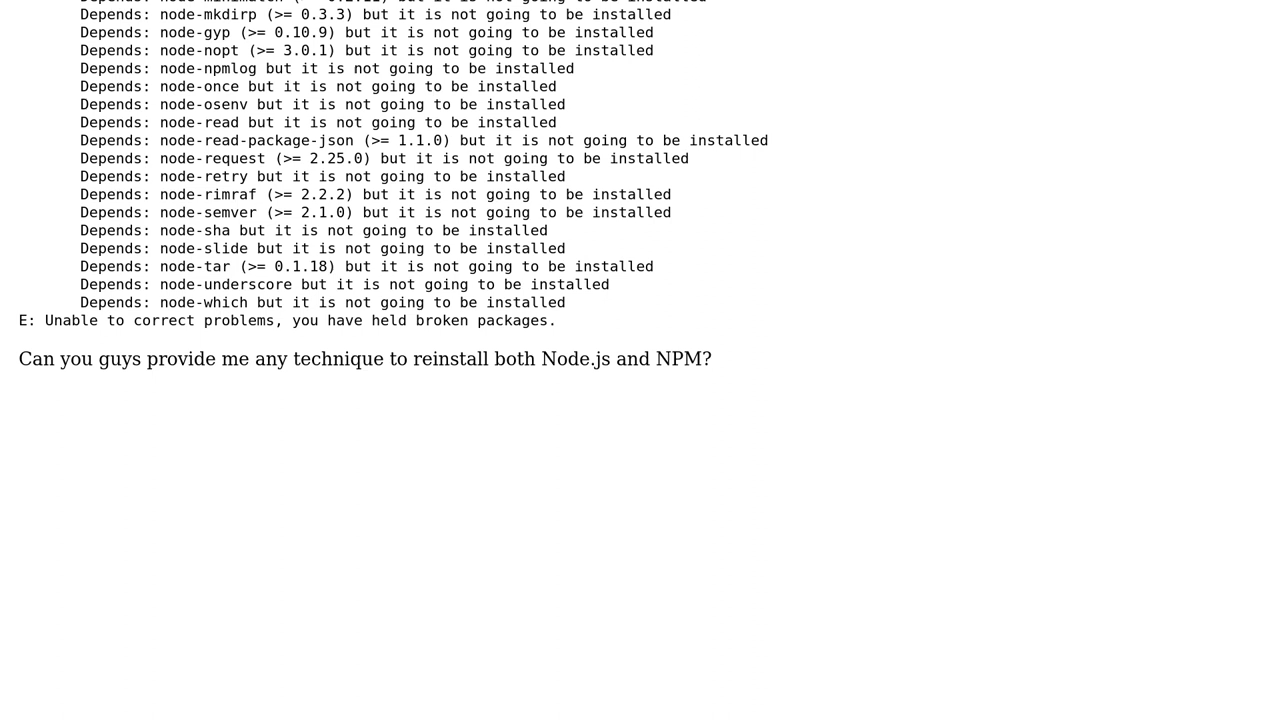 Depends: node-mkdirp (>= 0.3.3) but it is not going to be installed
Depends: node-gyp (>= 0.10.9) but it is not going to be installed
Depends: node-nopt (>= 3.0.1) but it is not going to be installed
Depends: node-npmlog but it is not going to be installed
Depends: node-once but it is not going to be installed
Depends: node-osenv but it is not going to be installed
Depends: node-read but it is not going to be installed
Depends: node-read-package-json (>= 1.1.0) but it is not going to be installed
Depends: node-request (>= 2.25.0) but it is not going to be installed
Depends: node-retry but it is not going to be installed
Depends: node-rimraf (>= 2.2.2) but it is not going to be installed
Depends: node-semver (>= 2.1.0) but it is not going to be installed
Depends: node-sha but it is not going to be installed
Depends: node-slide but it is not going to be installed
Depends: node-tar (>= 0.1.18) but it is not going to be installed
Depends: node-underscore but it is not going to be installed
Depends: node-which but it is not going to be installed
E: Unable to correct problems, you have held broken packages.
Can you guys provide me any technique to reinstall both Node.js and NPM?